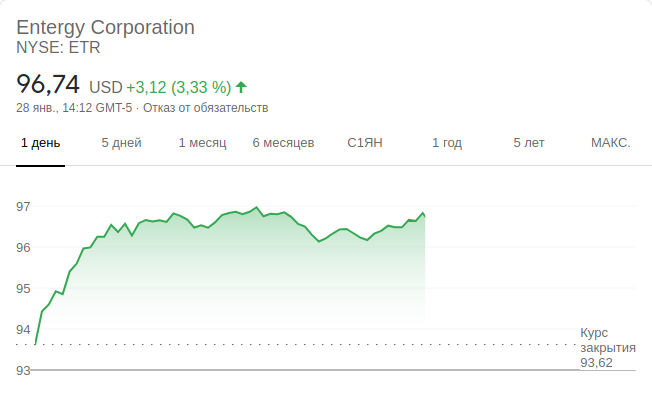 Entergy Corporation
NYSE: ETR
96,74 USD +3,12 (3,33 %)
28 янв., 14:12 GMT-5 · Отказ от обязательств
1 день 5 дней 1 месяц 6 месяцев С1ЯН 1 год 5 лет МАКС.
97
96
95
94
93
Курс
закрытия
93,62